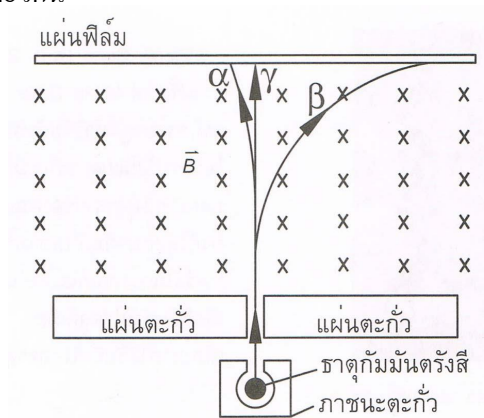 แผ่นฟิล์ม
α γ β
x x x x x x x x
x x x x x x x x
B⃗
x x x x x x x x
x x x x x x x x
x x x x x x x x
แผ่นตะกั่ว แผ่นตะกั่ว
ธาตุกัมมันตรังสี
ภาชนะตะกั่ว